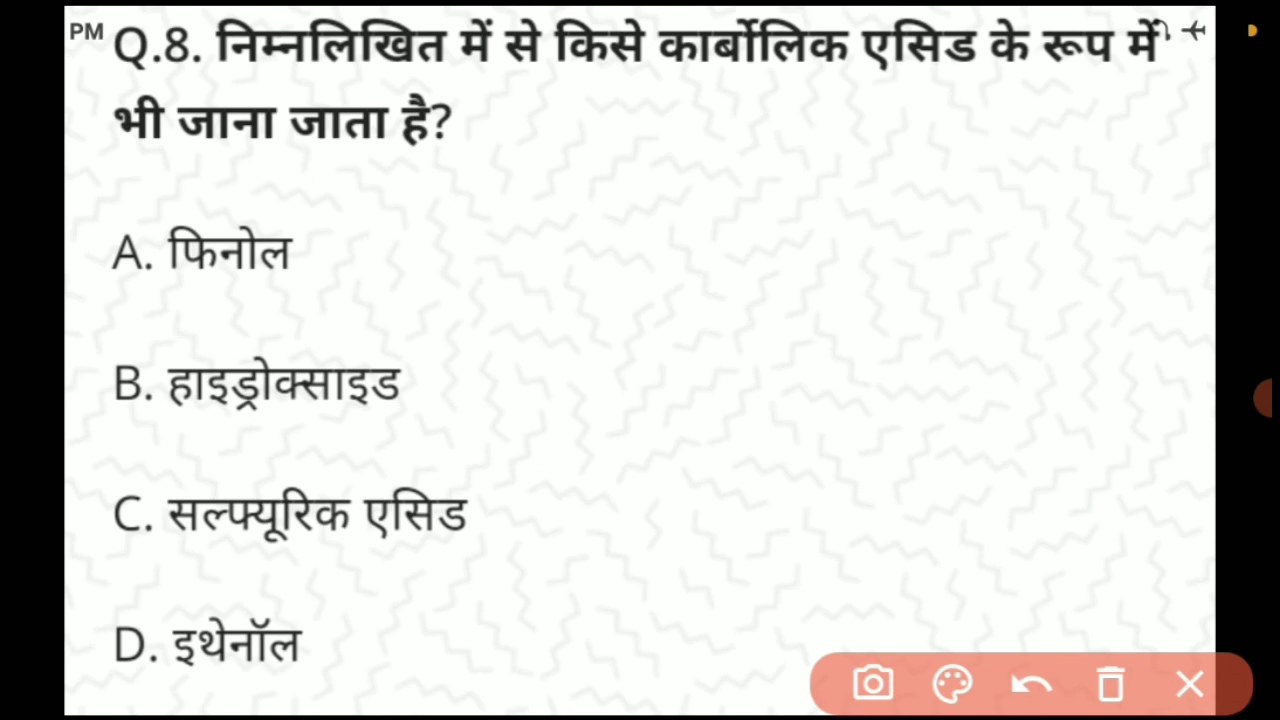 PM
Q.8. निम्नलिखित में से किसे कार्बोलिक एसिड के रूप में
भी जाना जाता है?
A. फिनोल
B. हाइड्रोक्साइड
C. सल्फ्यूरिक एसिड
D. इथेनॉल